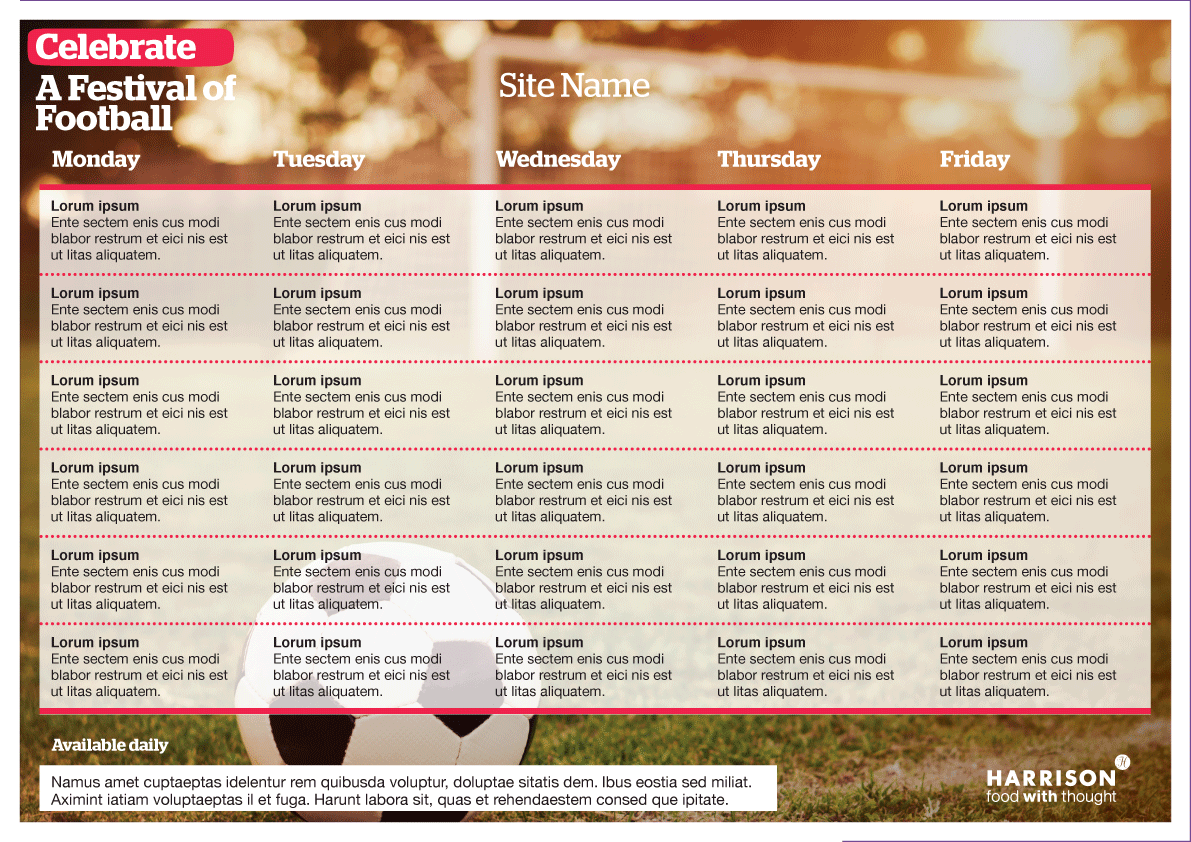 Celebrate
A Festival of
Football
Site Name
Monday Tuesday Wednesday Thursday Friday
Lorum ipsum Lorum ipsum Lorum ipsum Lorum ipsum Lorum ipsum
Ente sectem enis cus modi Ente sectem enis cus modi Ente sectem enis cus modi Ente sectem enis cus modi Ente sectem enis cus modi
blabor restrum et eici nis est blabor restrum et eici nis est blabor restrum et eici nis est blabor restrum et eici nis est blabor restrum et eici nis est
ut litas aliquatem. ut litas aliquatem. ut litas aliquatem. ut litas aliquatem. ut litas aliquatem.
Lorum ipsum Lorum ipsum Lorum ipsum Lorum ipsum Lorum ipsum
Ente sectem enis cus modi Ente sectem enis cus modi Ente sectem enis cus modi Ente sectem enis cus modi Ente sectem enis cus modi
blabor restrum et eici nis est blabor restrum et eici nis est blabor restrum et eici nis est blabor restrum et eici nis est blabor restrum et eici nis est
ut litas aliquatem. ut litas aliquatem. ut litas aliquatem. ut litas aliquatem. ut litas aliquatem.
Lorum ipsum Lorum ipsum Lorum ipsum Lorum ipsum Lorum ipsum
Ente sectem enis cus modi Ente sectem enis cus modi Ente sectem enis cus modi Ente sectem enis cus modi Ente sectem enis cus modi
blabor restrum et eici nis est blabor restrum et eici nis est blabor restrum et eici nis est blabor restrum et eici nis est blabor restrum et eici nis est
ut litas aliquatem. ut litas aliquatem. ut litas aliquatem. ut litas aliquatem. ut litas aliquatem.
Lorum ipsum Lorum ipsum Lorum ipsum Lorum ipsum Lorum ipsum
Ente sectem enis cus modi Ente sectem enis cus modi Ente sectem enis cus modi Ente sectem enis cus modi Ente sectem enis cus modi
blabor restrum et eici nis est blabor restrum et eici nis est blabor restrum et eici nis est blabor restrum et eici nis est blabor restrum et eici nis est
ut litas aliquatem. ut litas aliquatem. ut litas aliquatem. ut litas aliquatem. ut litas aliquatem.
Lorum ipsum Lorum ipsum Lorum ipsum Lorum ipsum Lorum ipsum
Ente sectem enis cus modi Ente sectem enis cus modi Ente sectem enis cus modi Ente sectem enis cus modi Ente sectem enis cus modi
blabor restrum et eici nis est blabor restrum et eici nis est blabor restrum et eici nis est blabor restrum et eici nis est blabor restrum et eici nis est
ut litas aliquatem. ut litas aliquatem. ut litas aliquatem. ut litas aliquatem. ut litas aliquatem.
Lorum ipsum Lorum ipsum Lorum ipsum Lorum ipsum Lorum ipsum
Ente sectem enis cus modi Ente sectem enis cus modi Ente sectem enis cus modi Ente sectem enis cus modi Ente sectem enis cus modi
blabor restrum et eici nis est blabor restrum et eici nis est blabor restrum et eici nis est blabor restrum et eici nis est blabor restrum et eici nis est
ut litas aliquatem. ut litas aliquatem. ut litas aliquatem. ut litas aliquatem. ut litas aliquatem.
Available daily
Namus amet cuptaeptas idelentur rem quibusda voluptur, doluptae sitatis dem. Ibus eostia sed miliat.
Aximint iatiam voluptaeptas il et fuga. Harunt labora sit, quas et rehendaestem consed que ipitate.
H
HARRISON
food with thought